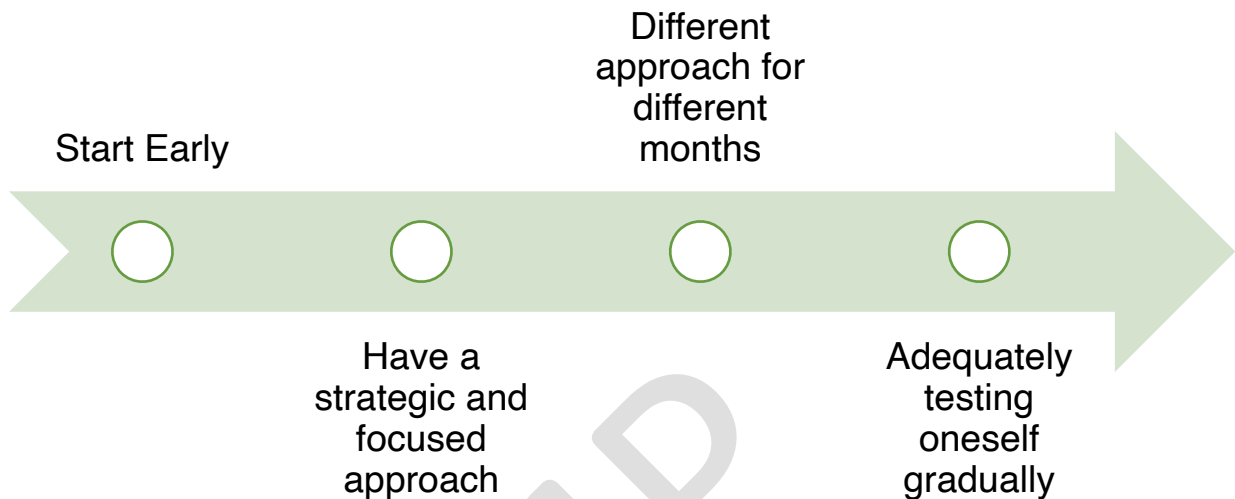 Start Early
Have a
strategic and
focused
approach
Different
approach for
different
months
Adequately
testing
oneself
gradually